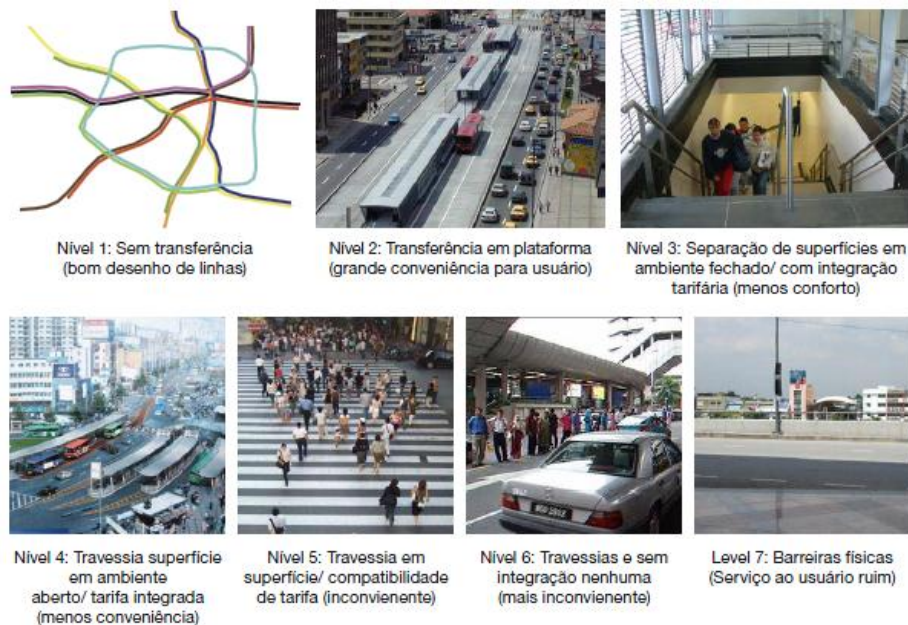 Nível 1: Sem transferência
(bom desenho de linhas)
Nível 2: Transferência em plataforma
(grande conveniência para usuário)
Nível 3: Separação de superfícies em
ambiente fechado/ com integração
tarifária (menos conforto)
Nível 4: Travessia superfície
em ambiente
aberto/ tarifa integrada
(menos conveniência)
Nível 5: Travessia em
superfície/ compatibilidade
de tarifa (inconvienente)
Nível 6: Travessias e sem
integração nenhuma
(mais inconvienente)
Level 7: Barreiras físicas
(Serviço ao usuário ruim)